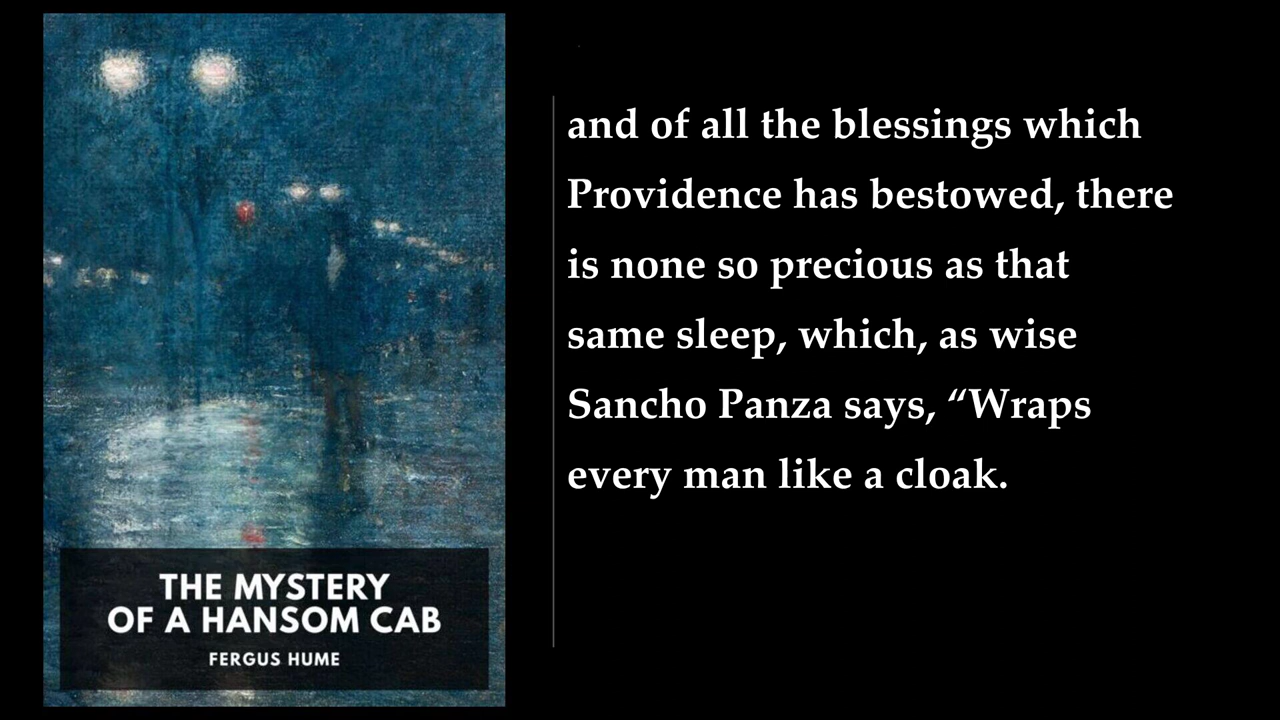 and of all the blessings which
Providence has bestowed, there
is none so precious as that
same sleep, which, as wise
Sancho Panza says, “Wraps
every man like a cloak.
THE MYSTERY
OF A HANSOM CAB
FERGUS HUME